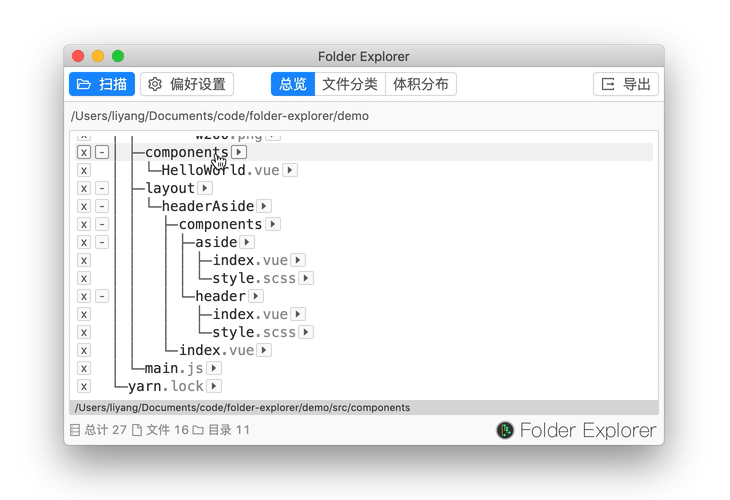 Folder Explorer
扫描 偏好设置 总览 文件分类 体积分布 导出
/Users/liyang/Documents/code/folder-explorer/demo
x w200.png
x - ├─components
x └─HelloWorld.vue
x - ├─layout
x - └─headerAside
x - ├─components
x - ├─aside
x ├─index.vue
x └─style.scss
x - └─header
x ├─index.vue
x └─style.scss
x └─index.vue
x └─main.js
x └─yarn.lock
/Users/liyang/Documents/code/folder-explorer/demo/src/components
总计 27 文件 16 目录 11 Folder Explorer